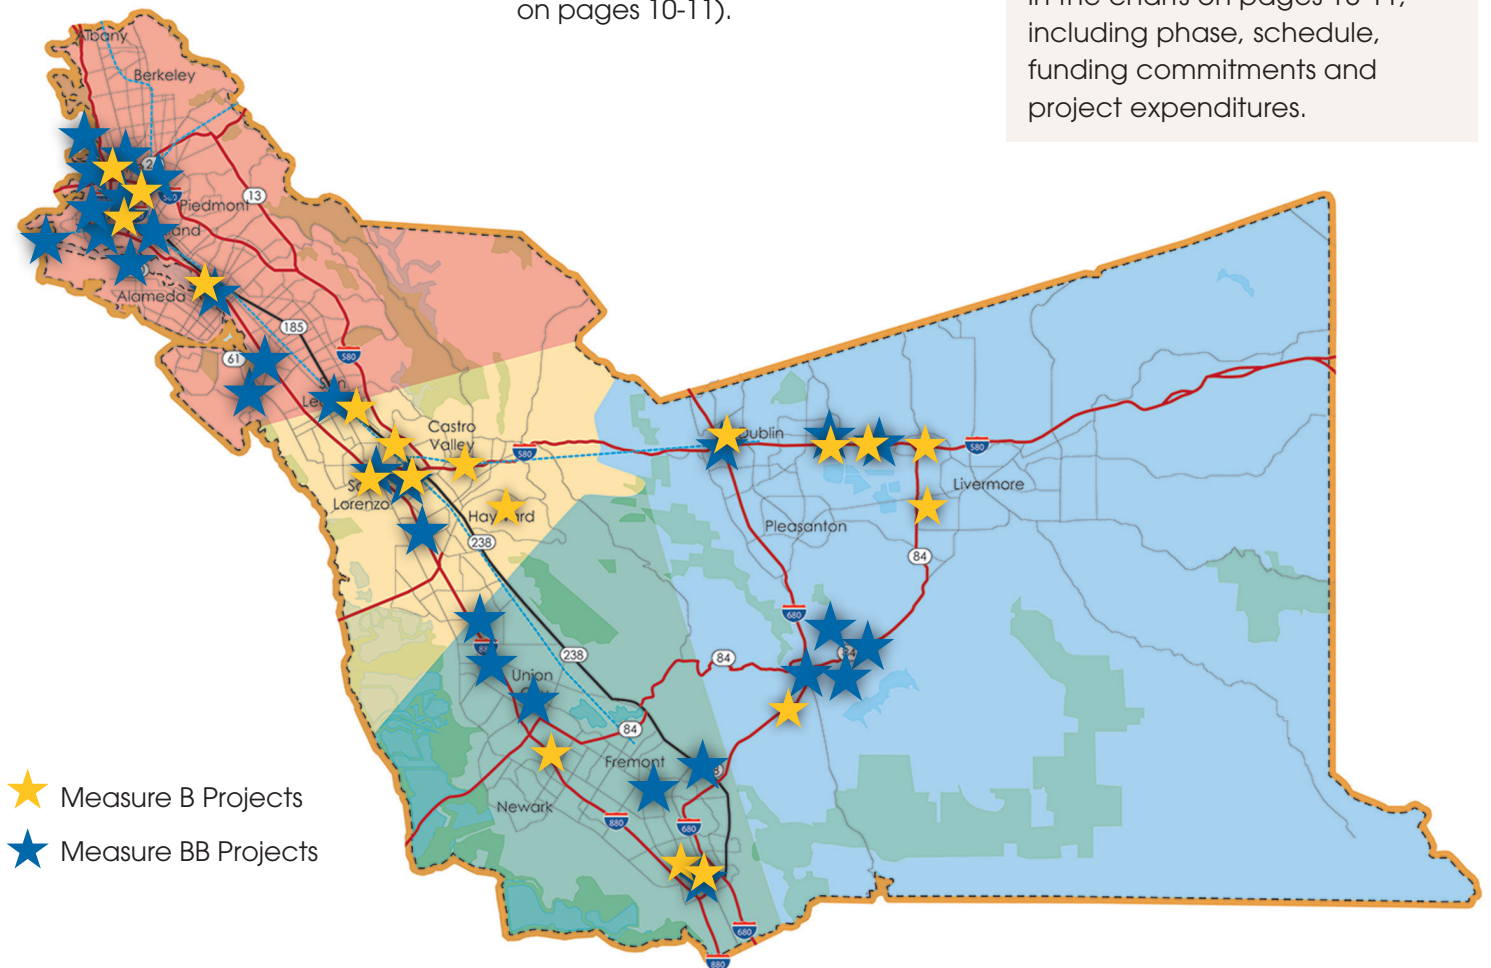 on pages 10-11).
including phase, schedule,
funding commitments and
project expenditures.
Albany
Berkeley
13
Piedmont
Alameda
185
61
580
Castro
Valley
580
Dublin
580
Livermore
Lorenzo
Hayward
238
Pleasanton
84
680
238
84
84
Union
84
Fremont
Newark
880
680
680
880
Measure B Projects
Measure BB Projects